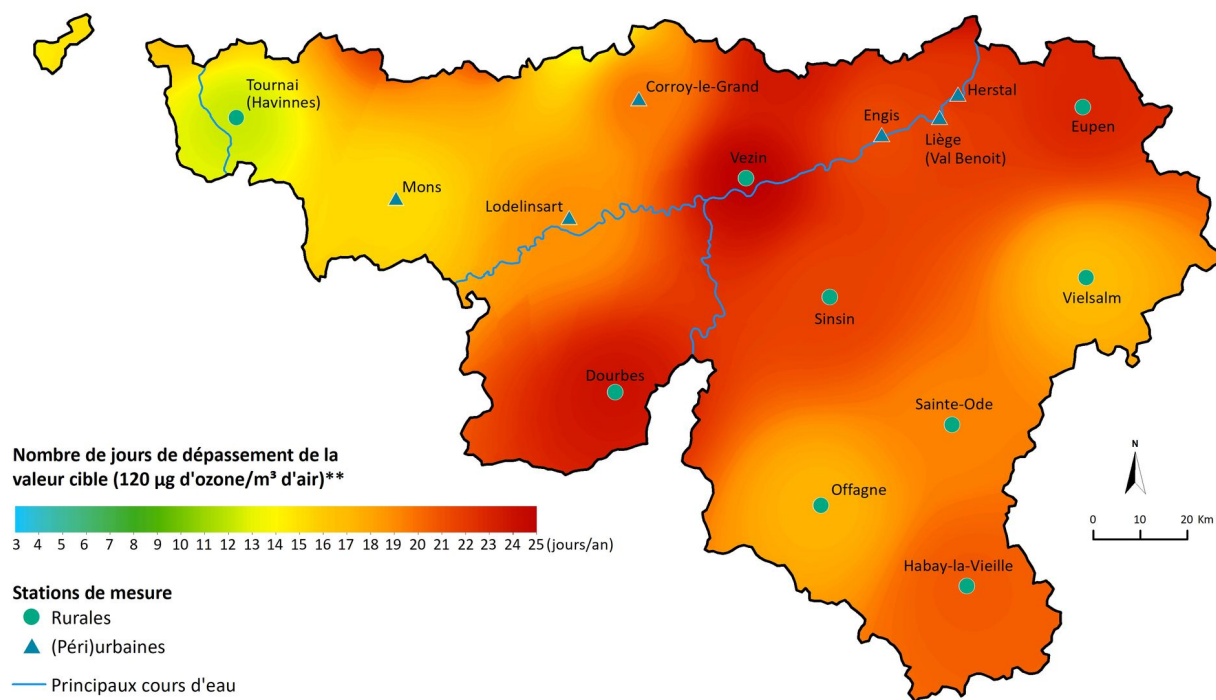 Tournai
(Havinnes)
Corroy-le-Grand
Herstal
Engis
Eupen
Liège
(Val Benoit)
Vezin
Mons
Lodelinsart
Vielsalm
Sinsin
Dourbes
Sainte-Ode
Offagne
Habay-la-Vieille
Nombre de jours de dépassement de la
valeur cible (120 µg d'ozone/m³ d'air)**
3 4 5 6 7 8 9 10 11 12 13 14 15 16 17 18 19 20 21 22 23 24 25 (jours/an)
Stations de mesure
Rurales
(Péri)urbaines
Principaux cours d'eau
N
0 10 20 Km